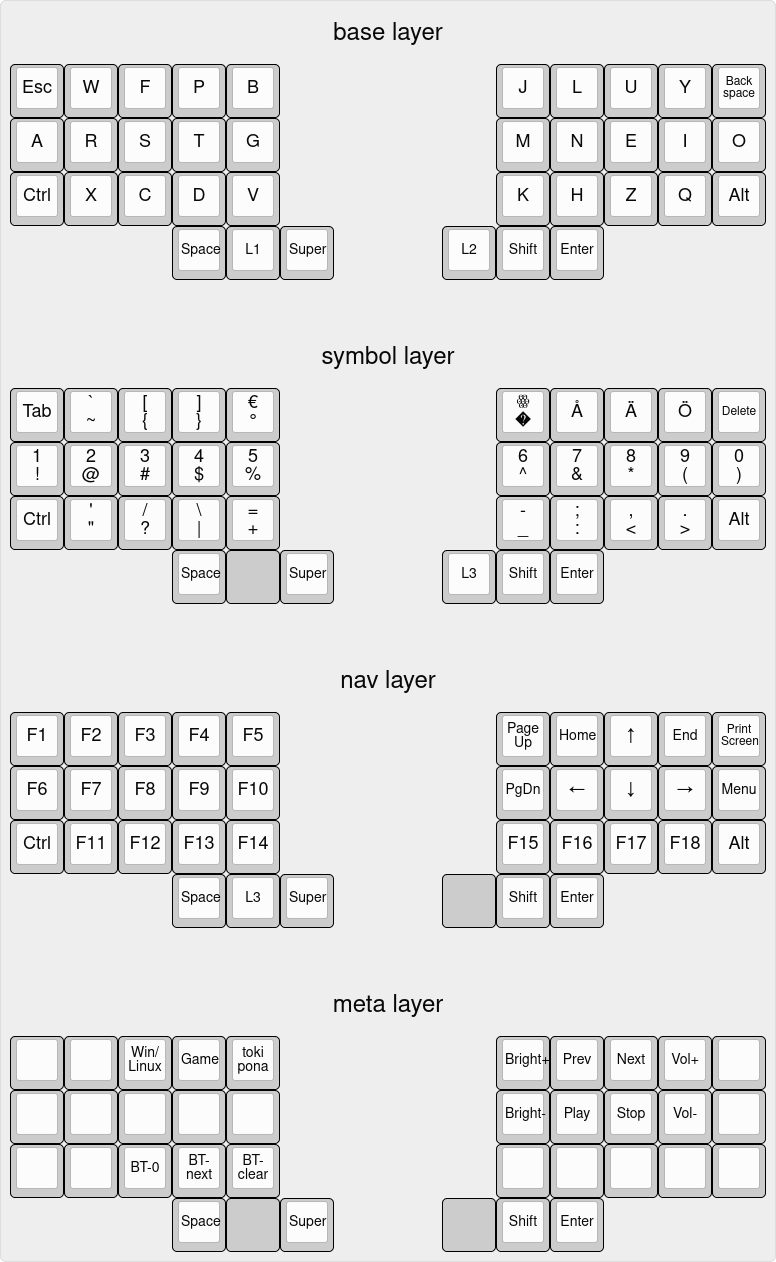 base layer
Esc W F P B J L U Y Back space
A R S T G M N E I O
Ctrl X C D V K H Z Q Alt
Space L1 Super L2 Shift Enter
symbol layer
Tab ` ~ [ { ] } € ° � Å Ä Ö Delete
1 ! 2 @ 3 # 4 $ 5 % 6 ^ 7 & 8 * 9 ( 0 )
Ctrl ' " / ? \ | = + - _ ; : , < . > Alt
Space Super L3 Shift Enter
nav layer
F1 F2 F3 F4 F5 Page Up Home ↑ End Print Screen
F6 F7 F8 F9 F10 PgDn ← ↓ → Menu
Ctrl F11 F12 F13 F14 F15 F16 F17 F18 Alt
Space L3 Super Shift Enter
meta layer
Win/ Linux Game toki pona Bright+ Prev Next Vol+
Bright- Play Stop Vol-
BT-0 BT- next BT- clear
Space Super Shift Enter